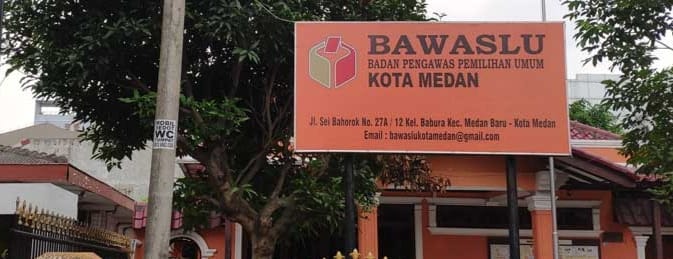 BAWASLU
BADAN PENGAWAS PEMILIHAN UMUM
KOTA MEDAN
Jl. Sei Bahorok No. 27A / 12 Kel. Babura Kec. Medan Baru - Kota Medan
Email : bawaslukotamedan@gmail.com
MOBIL
SEDOT
WC